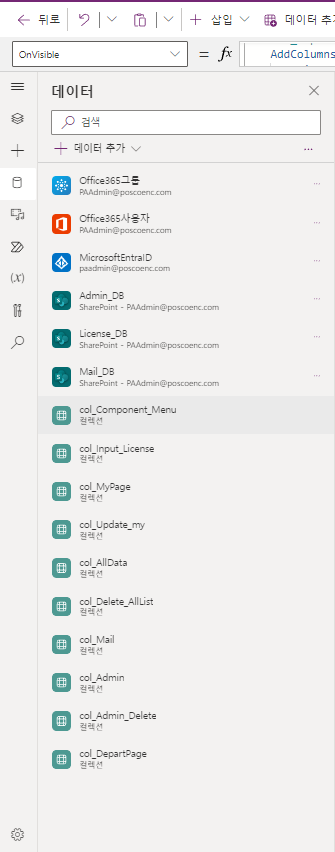 뒤로 삽입 데이터 추가
OnVisible = fx AddColumns
데이터
검색
데이터 추가 ...
Office365그룹
PAAdmin@poscoenc.com
Office365사용자
PAAdmin@poscoenc.com
MicrosoftEntraID
paadmin@poscoenc.com
Admin_DB
SharePoint - PAAdmin@poscoenc.com
License_DB
SharePoint - PAAdmin@poscoenc.com
Mail_DB
SharePoint - PAAdmin@poscoenc.com
col_Component_Menu
컬렉션
col_Input_License
컬렉션
col_MyPage
컬렉션
col_Update_my
컬렉션
col_AllData
컬렉션
col_Delete_AllList
컬렉션
col_Mail
컬렉션
col_Admin
컬렉션
col_Admin_Delete
컬렉션
col_DepartPage
컬렉션